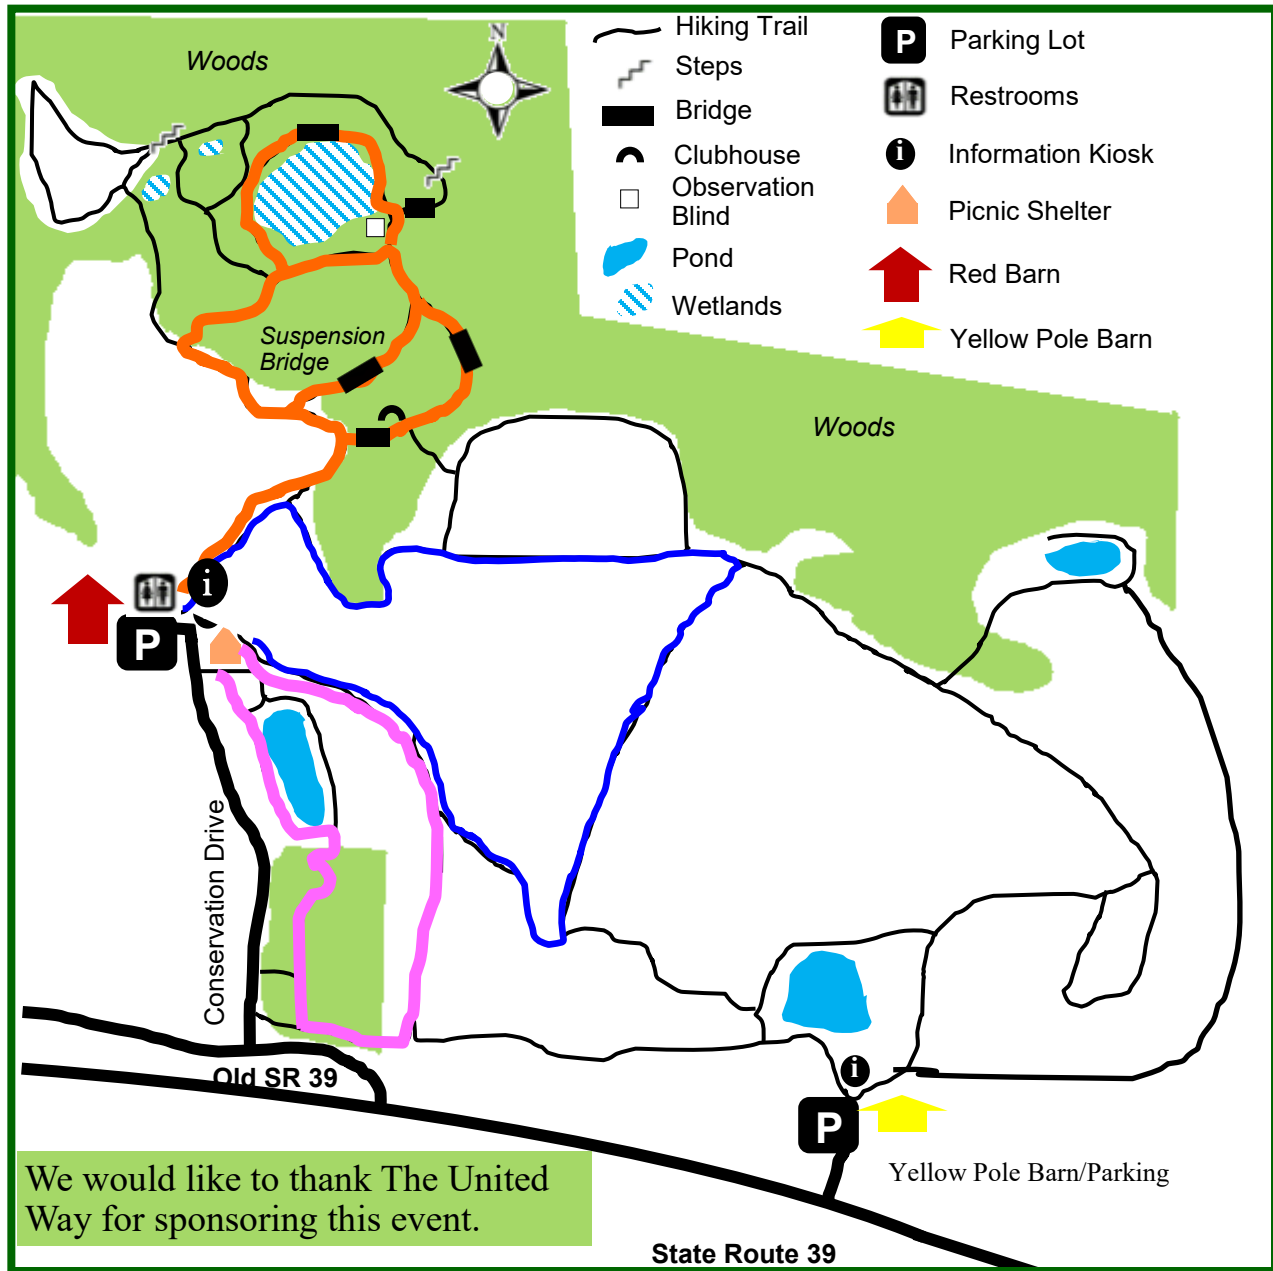 Woods
N
Hiking Trail
Steps
Bridge
Clubhouse
Observation
Blind
Pond
Wetlands
P
Parking Lot
Restrooms
i
Information Kiosk
Picnic Shelter
Red Barn
Yellow Pole Barn
Suspension
Bridge
Woods
i
P
Conservation Drive
Old SR 39
i
P
Yellow Pole Barn/Parking
We would like to thank The United
Way for sponsoring this event.
State Route 39